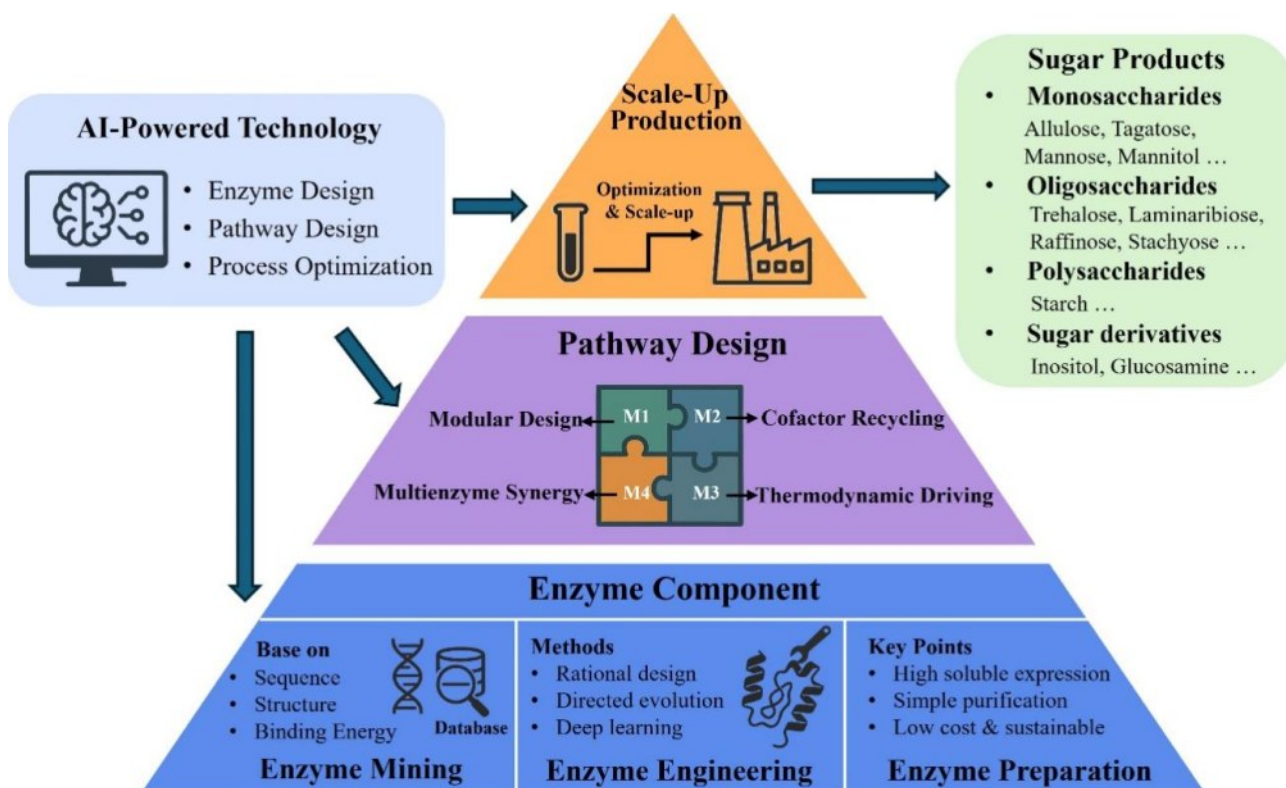 AI-Powered Technology
• Enzyme Design
• Pathway Design
• Process Optimization
Scale-Up
Production
Optimization
& Scale-up
Sugar Products
• Monosaccharides
Allulose, Tagatose,
Mannose, Mannitol ...
• Oligosaccharides
Trehalose, Laminaribiose,
Raffinose, Stachyose ...
• Polysaccharides
Starch ...
• Sugar derivatives
Inositol, Glucosamine ...
Pathway Design
Modular Design
M1
M2
Cofactor Recycling
Multienzyme Synergy
M4
M3
Thermodynamic Driving
Enzyme Component
Base on
• Sequence
• Structure
• Binding Energy
Database
Enzyme Mining
Methods
• Rational design
• Directed evolution
• Deep learning
Enzyme Engineering
Key Points
• High soluble expression
• Simple purification
• Low cost & sustainable
Enzyme Preparation